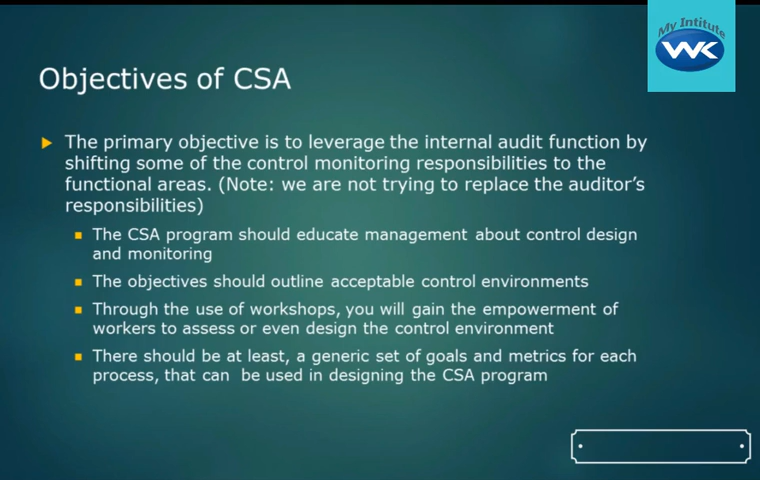 My Intitute
VVK
Objectives of CSA
The primary objective is to leverage the internal audit function by
shifting some of the control monitoring responsibilities to the
functional areas. (Note: we are not trying to replace the auditor's
responsibilities)
The CSA program should educate management about control design
and monitoring
The objectives should outline acceptable control environments
Through the use of workshops, you will gain the empowerment of
workers to assess or even design the control environment
There should be at least, a generic set of goals and metrics for each
process, that can be used in designing the CSA program